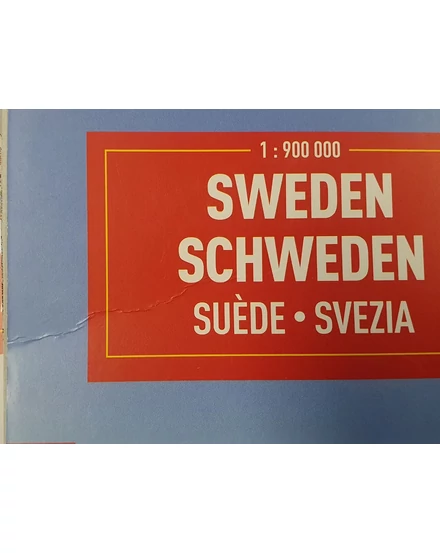 1 : 900 000
SWEDEN
SCHWEDEN
SUÈDE • SVEZIA